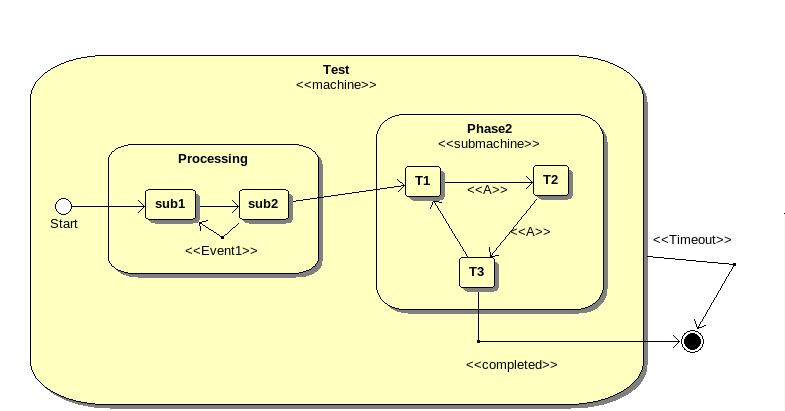 Test
<<machine>>
Phase2
<<submachine>>
Processing
T1
T2
<<A>>
sub1
sub2
Start
<<A>>
<<Timeout>>
<<Event1>>
T3
<<completed>>